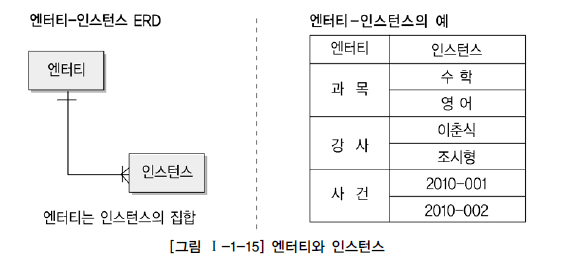 엔터티-인스턴스 ERD
엔터티
인스턴스
엔터티는 인스턴스의 집합
엔터티-인스턴스의 예
엔터티 인스턴스
과 목 수 학
영 어
강 사 이춘식
조시형
사 건 2010-001
2010-002
[그림 Ⅰ-1-15] 엔터티와 인스턴스